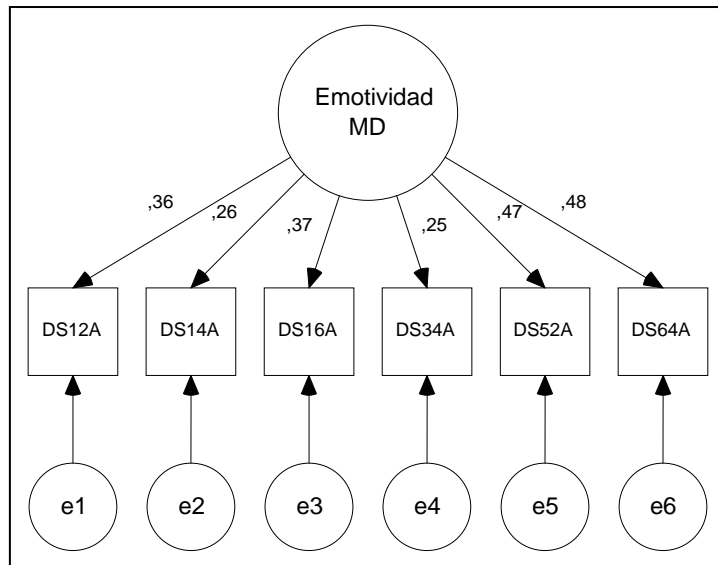 Emotividad
MD
,36
,26
,37
,25
,47
,48
DS12A
DS14A
DS16A
DS34A
DS52A
DS64A
e1
e2
e3
e4
e5
e6